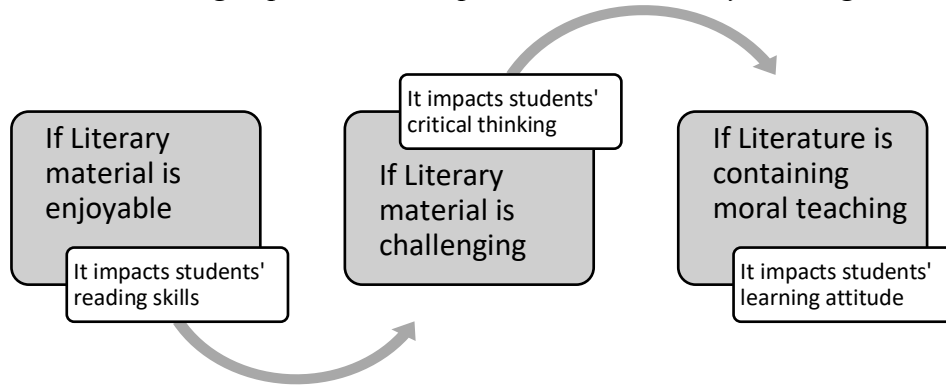 If Literary
material is
enjoyable
It impacts students'
reading skills
It impacts students'
critical thinking
If Literary
material is
challenging
If Literature is
containing
moral teaching
It impacts students'
learning attitude